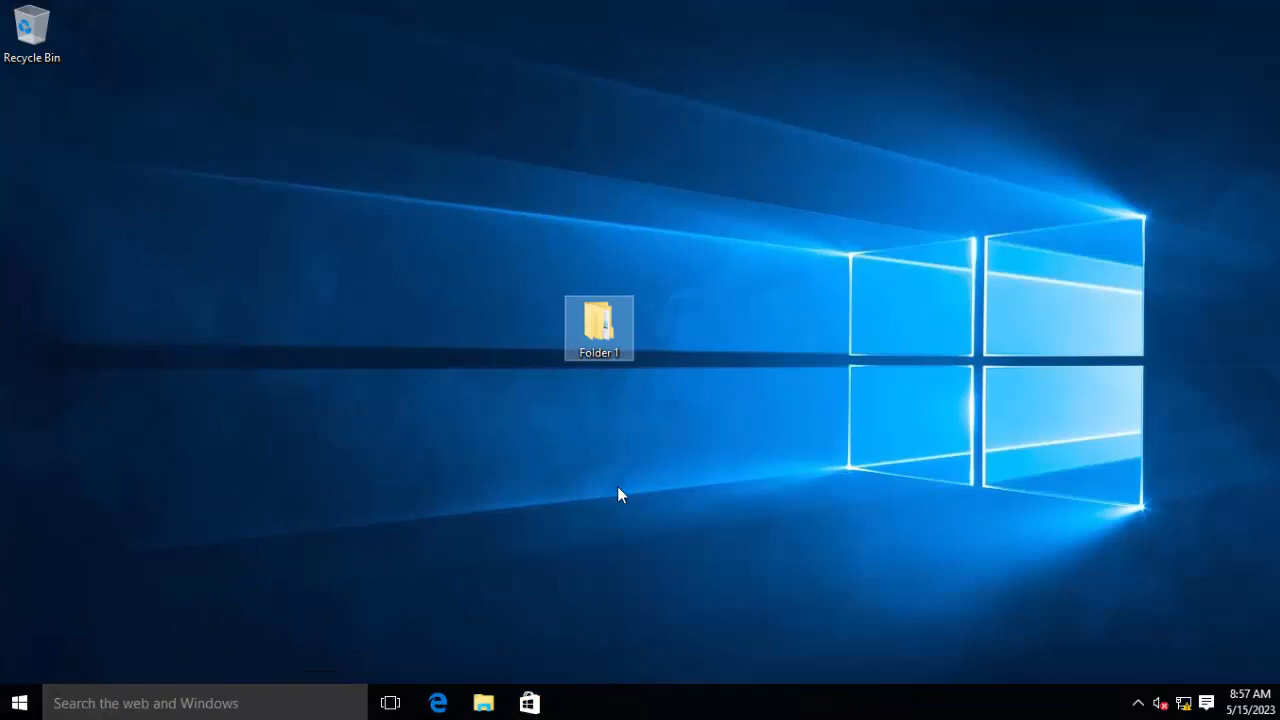 Recycle Bin
Folder 1
Search the web and Windows
8:57 AM
5/15/2023